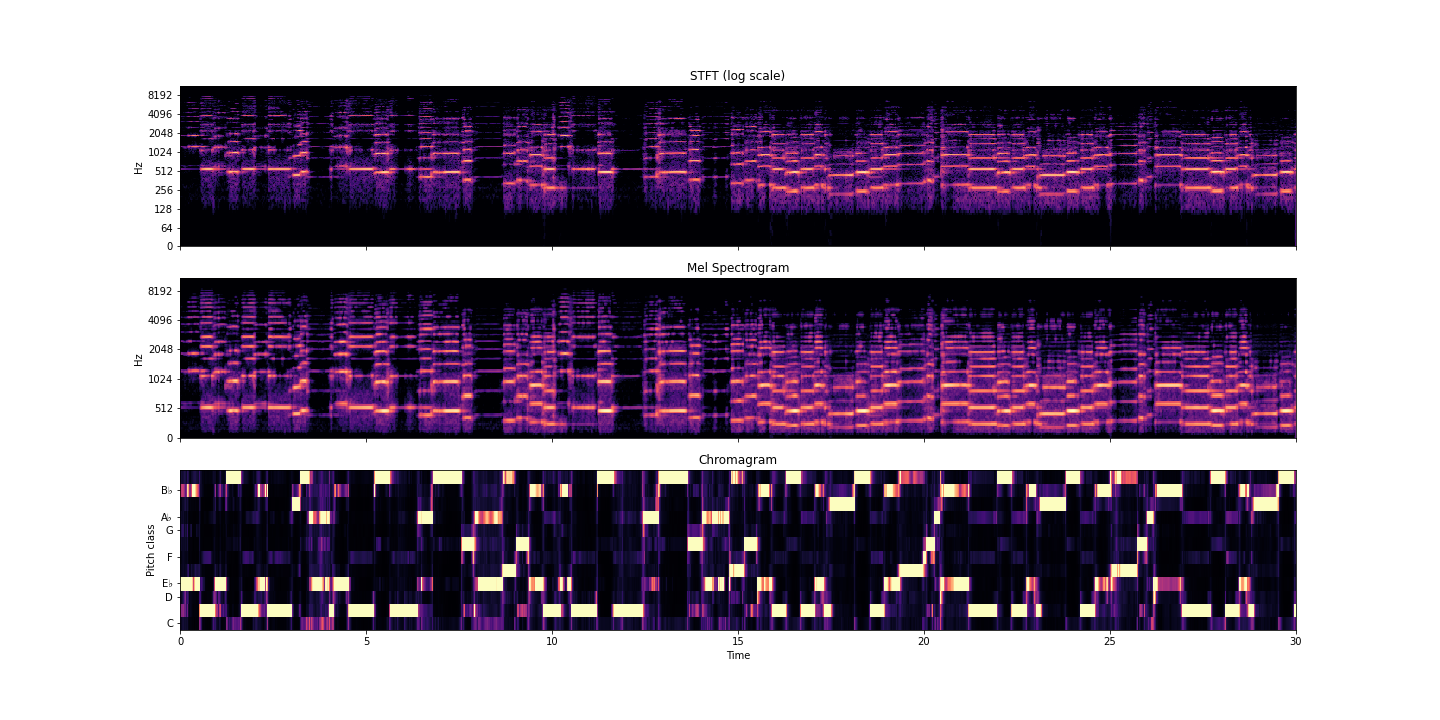 STFT (log scale)
8192
4096
2048
1024
512
256
128
64
0
Hz
Mel Spectrogram
8192
4096
2048
1024
512
0
Hz
Chromagram
B♭
A♭
G
F
E♭
D
C
Pitch class
0 5 10 15 20 25 30
Time